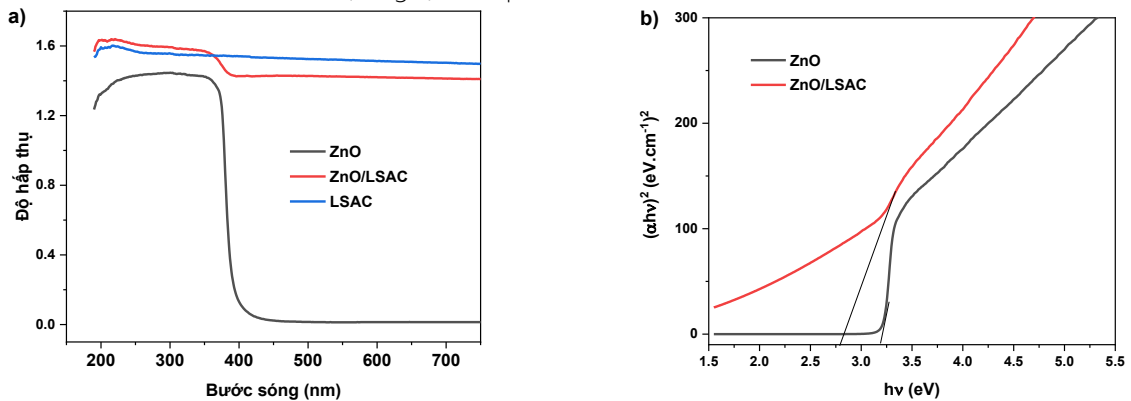 a)
Độ hấp thụ
1.6
1.2
0.8
0.4
0.0
ZnO
ZnO/LSAC
LSAC
200 300 400 500 600 700
Bước sóng (nm)
b)
(αhν)² (eV.cm⁻¹)²
300
200
100
0
ZnO
ZnO/LSAC
1.5 2.0 2.5 3.0 3.5 4.0 4.5 5.0 5.5
hν (eV)